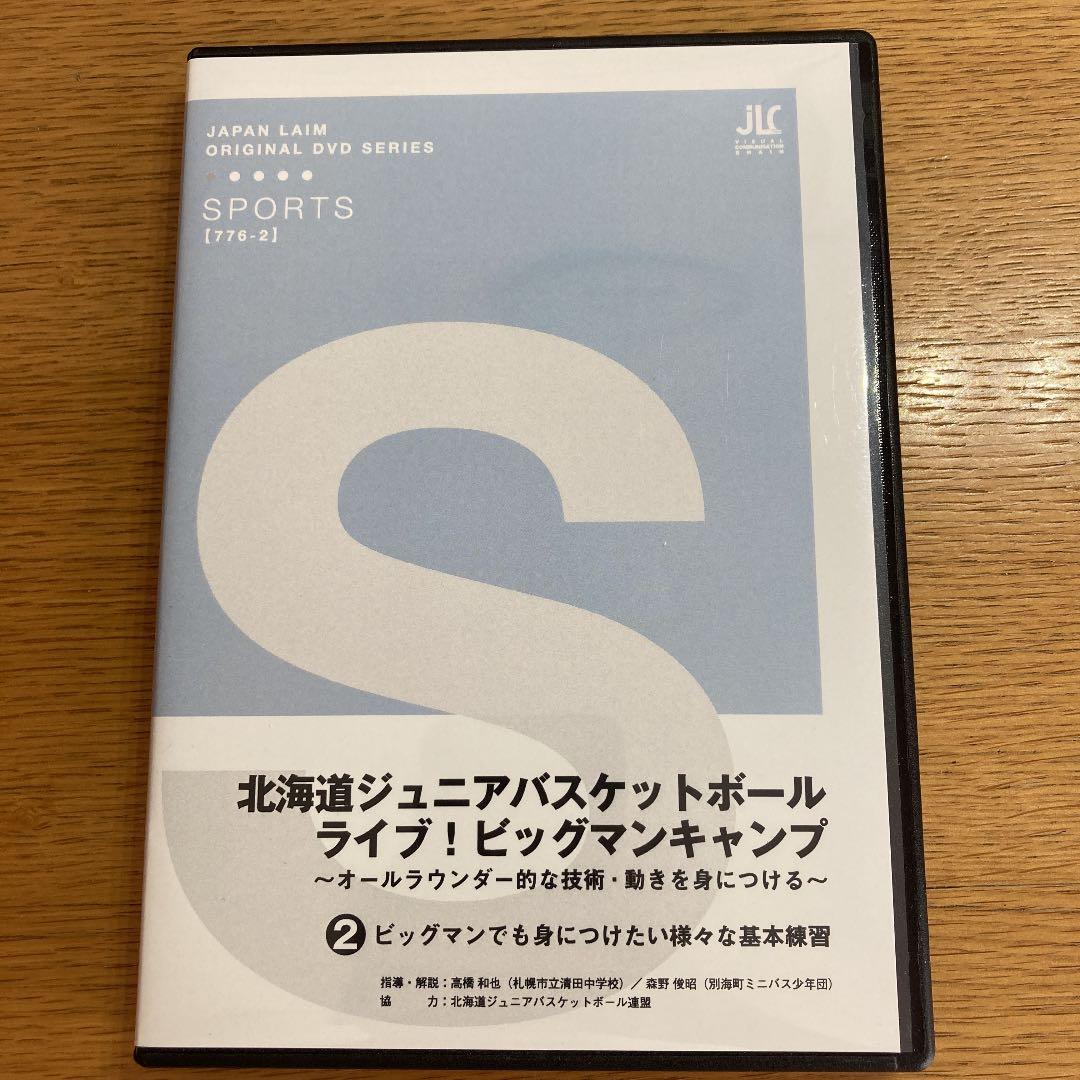 JAPAN LAIM
ORIGINAL DVD SERIES
SPORTS
【776-2】
jLC
VISUAL
COMMUNICATION
BRAIN
S
北海道ジュニアバスケットボール
ライブ!ビッグマンキャンプ
~オールラウンダー的な技術・動きを身につける~
❷ ビッグマンでも身につけたい様々な基本練習
指導・解説:高橋 和也(札幌市立清田中学校)/ 森野 俊昭(別海町ミニバス少年団)
協 力:北海道ジュニアバスケットボール連盟